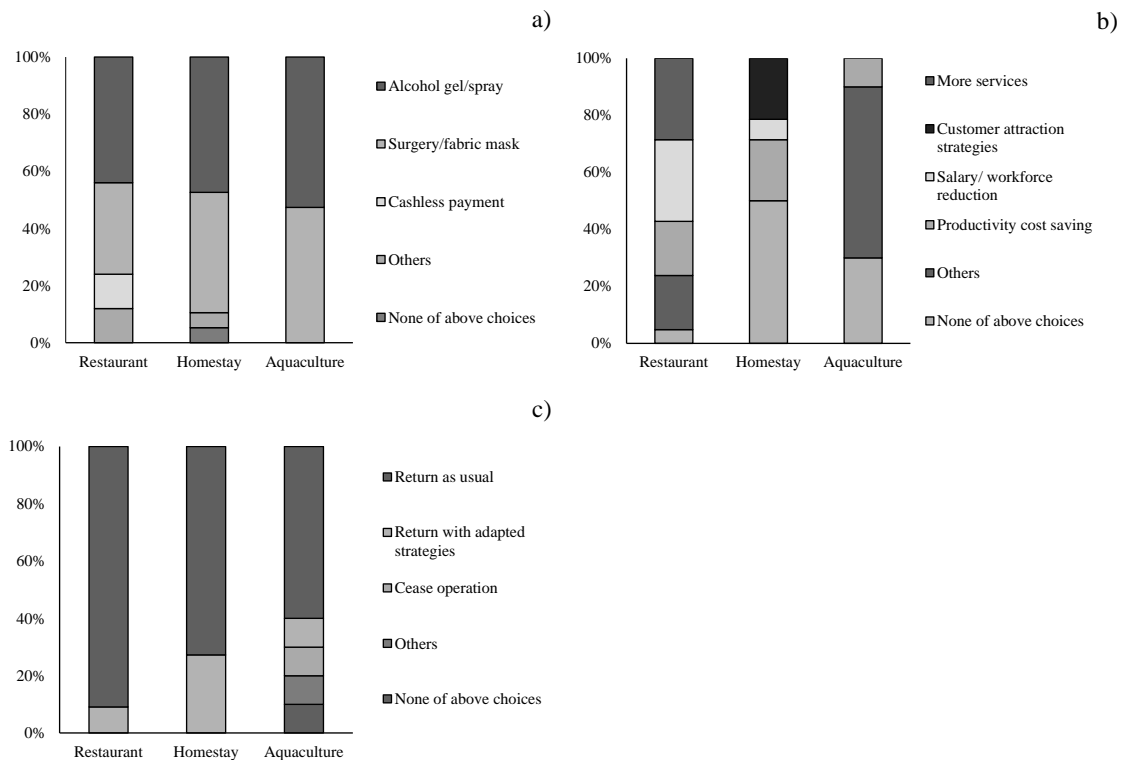 a)
100%
80%
60%
40%
20%
0%
Restaurant Homestay Aquaculture
Alcohol gel/spray
Surgery/fabric mask
Cashless payment
Others
None of above choices
b)
100%
80%
60%
40%
20%
0%
Restaurant Homestay Aquaculture
More services
Customer attraction
strategies
Salary/ workforce
reduction
Productivity cost saving
Others
None of above choices
c)
100%
80%
60%
40%
20%
0%
Restaurant Homestay Aquaculture
Return as usual
Return with adapted
strategies
Cease operation
Others
None of above choices